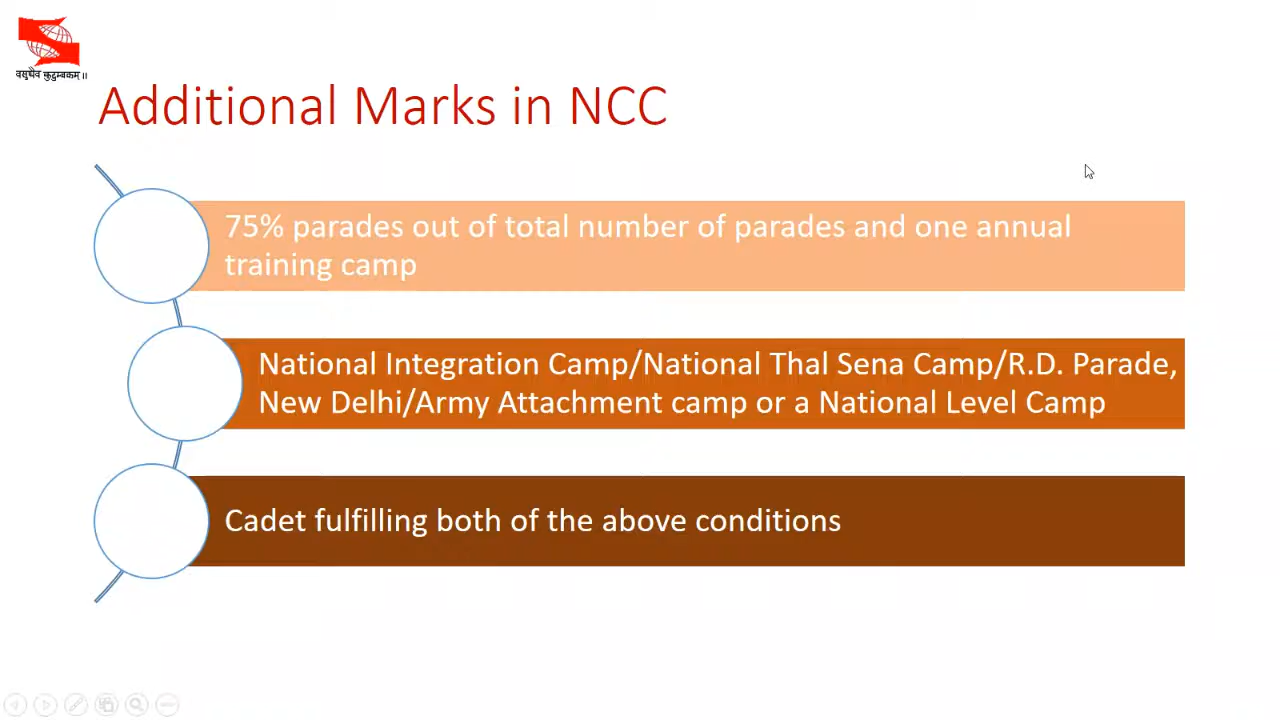 वसुधैव कुटुम्बकम् ॥
Additional Marks in NCC
75% parades out of total number of parades and one annual
training camp
National Integration Camp/National Thal Sena Camp/R.D. Parade,
New Delhi/Army Attachment camp or a National Level Camp
Cadet fulfilling both of the above conditions